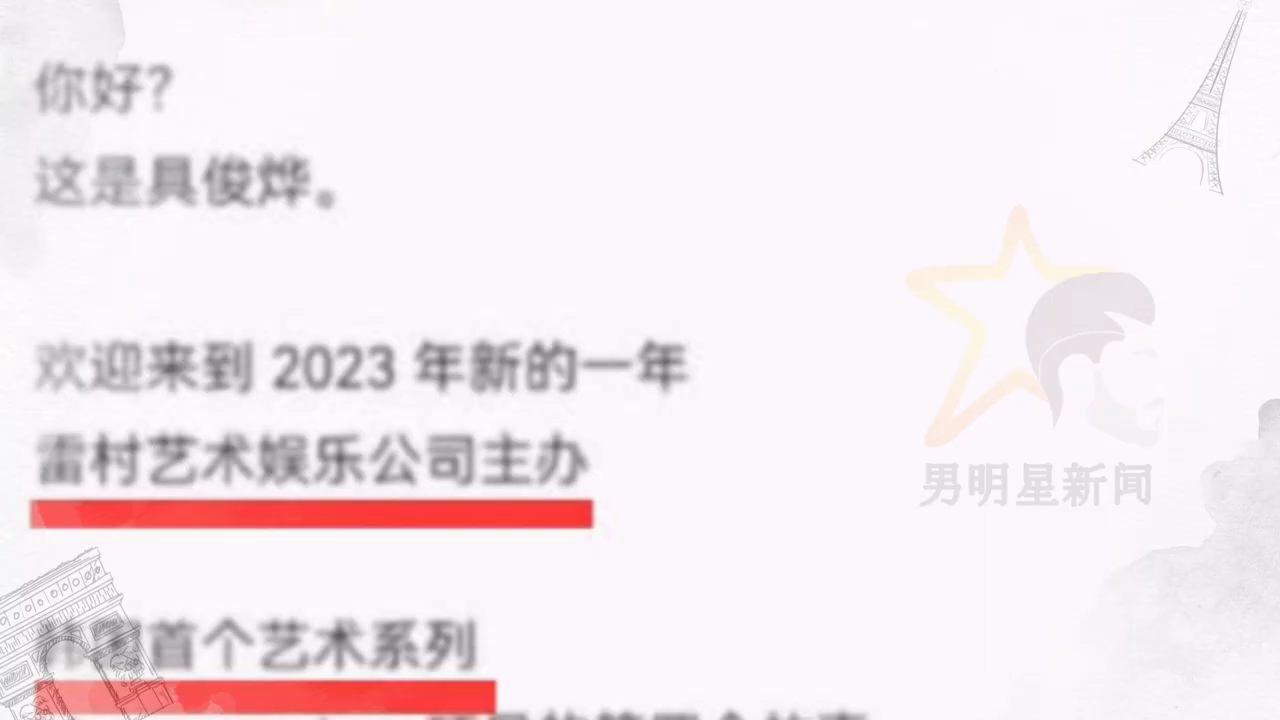 你好?
这是具俊烨。
欢迎来到 2023 年新的一年
雷村艺术娱乐公司主办
首个艺术系列
男明星新闻